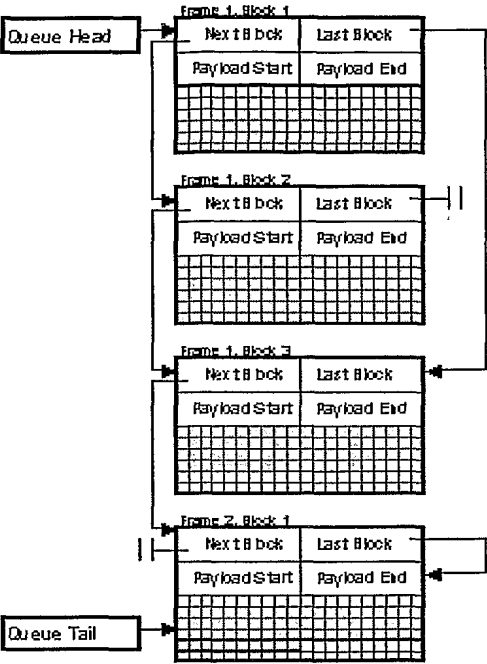 Frame 1, Block 1
Queue Head
Next Block Last Block
Payload Start Payload End
Frame 1, Block 2
Next Block Last Block
Payload Start Payload End
Frame 1, Block 3
Next Block Last Block
Payload Start Payload End
Frame 2, Block 1
Next Block Last Block
Payload Start Payload End
Queue Tail